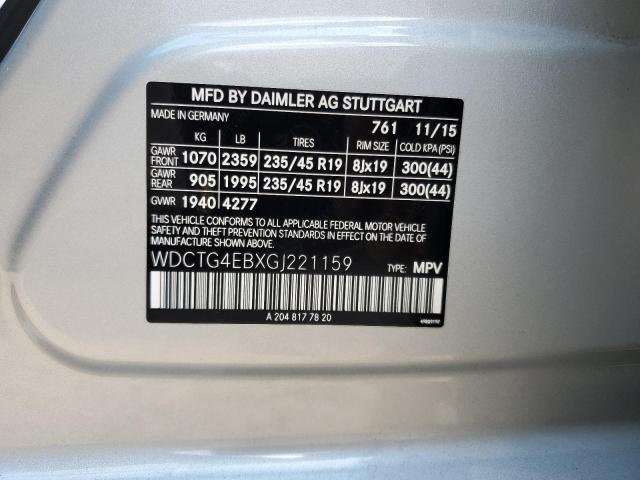 MFD BY DAIMLER AG STUTTGART
MADE IN GERMANY 761 11/15
KG LB TIRES RIM SIZE COLD KPA (PSI)
GAWR FRONT 1070 2359 235/45 R19 8Jx19 300(44)
GAWR REAR 905 1995 235/45 R19 8Jx19 300(44)
GVWR 1940 4277
THIS VEHICLE CONFORMS TO ALL APPLICABLE FEDERAL MOTOR VEHICLE
SAFETY AND THEFT PREVENTION STANDARDS IN EFFECT ON THE
DATE OF MANUFACTURE SHOWN ABOVE.
WDCTG4EBXGJ221159 TYPE: MPV
A 204 817 78 20